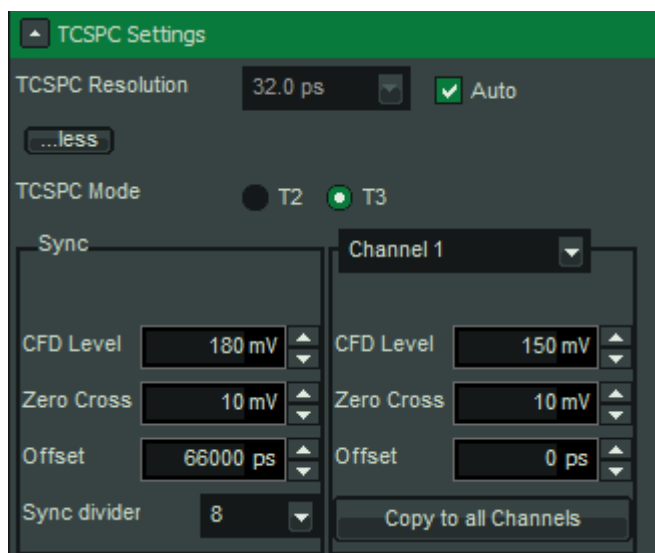 TCSPC Settings
TCSPC Resolution 32.0 ps Auto
...less
TCSPC Mode T2 T3
Sync Channel 1
CFD Level 180 mV CFD Level 150 mV
Zero Cross 10 mV Zero Cross 10 mV
Offset 66000 ps Offset 0 ps
Sync divider 8 Copy to all Channels